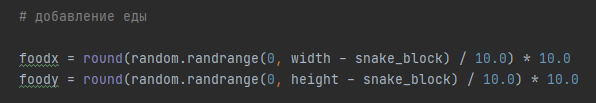 # добавление еды
foodx = round(random.randrange(0, width - snake_block) / 10.0) * 10.0
foody = round(random.randrange(0, height - snake_block) / 10.0) * 10.0